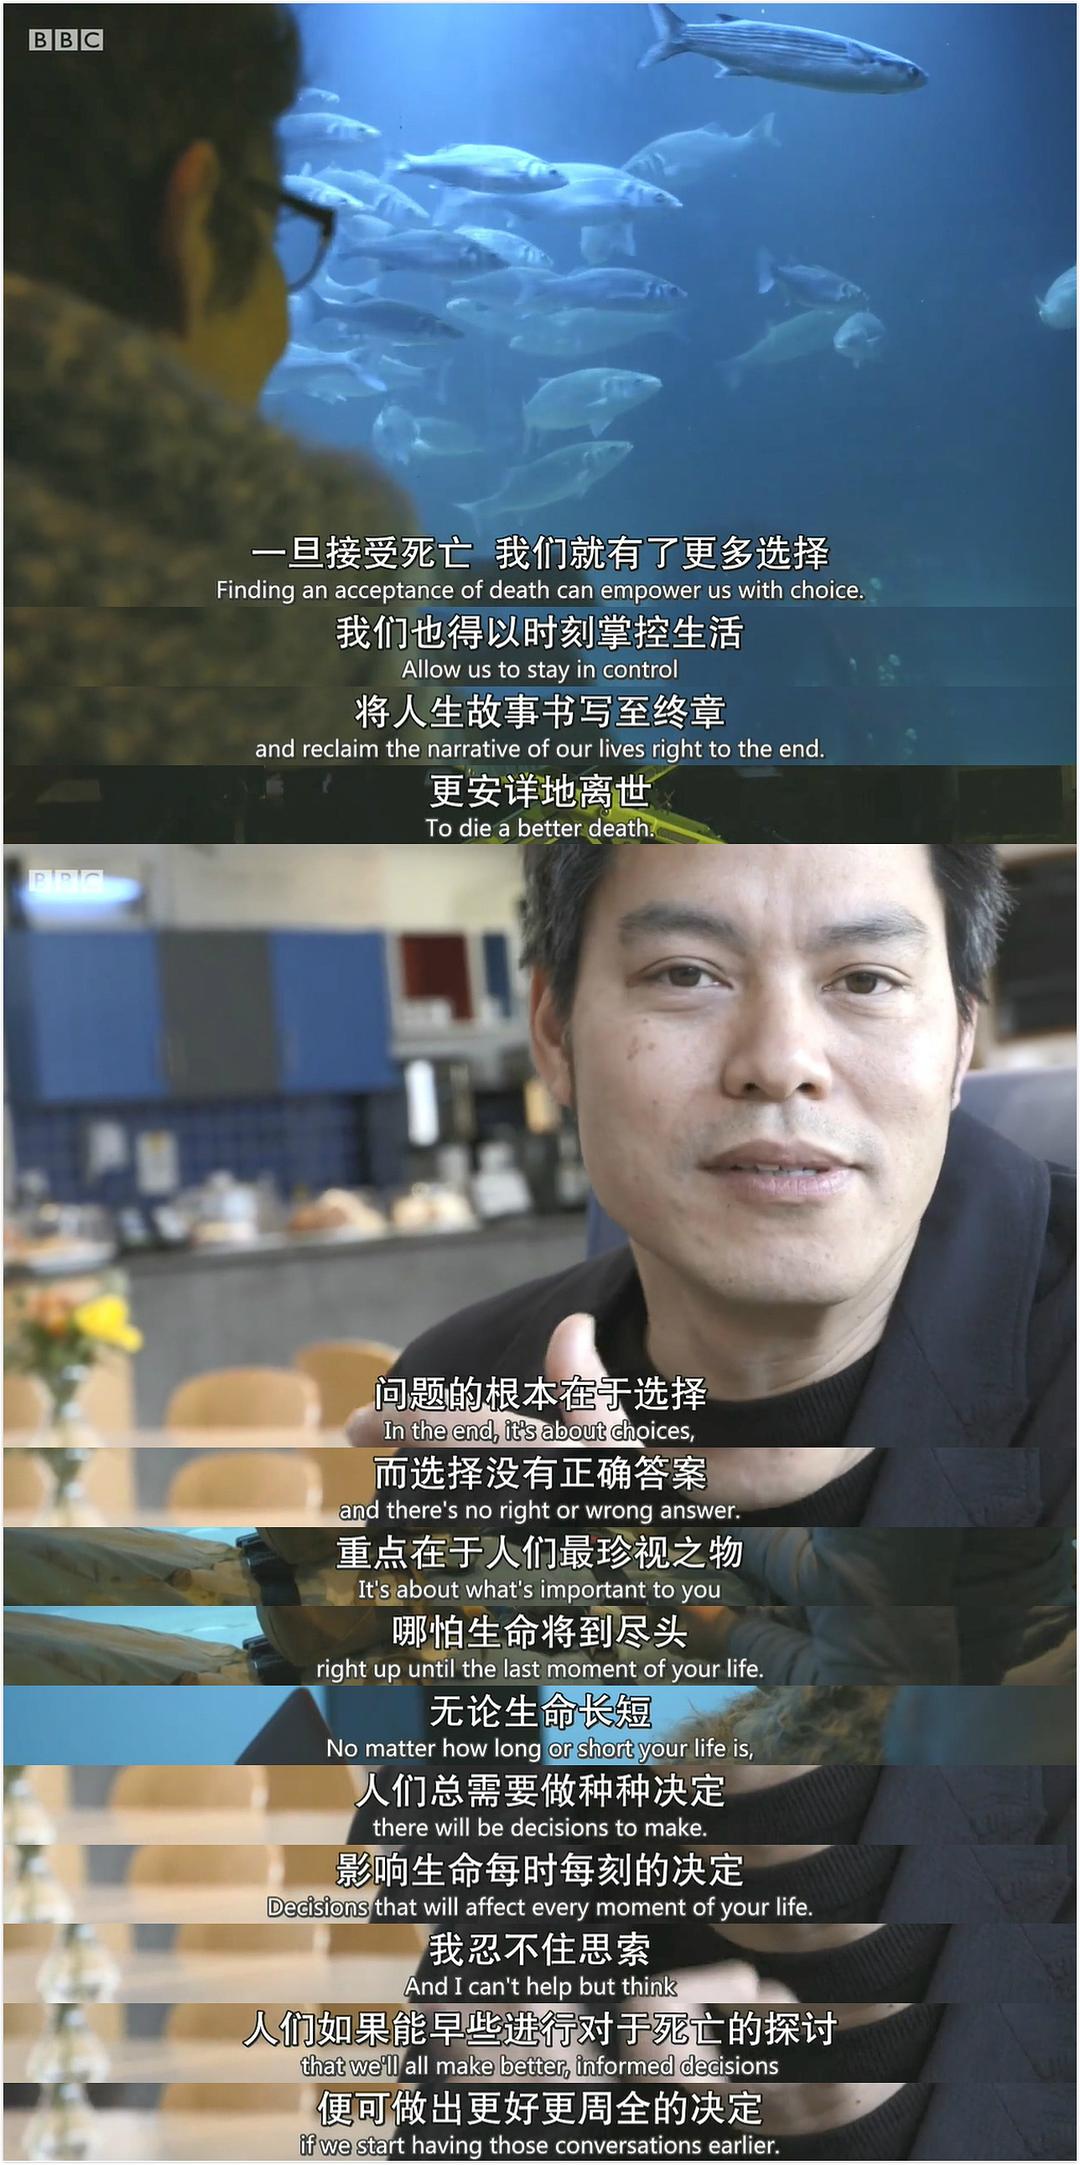 BBC
一旦接受死亡 我们就有了更多选择
Finding an acceptance of death can empower us with choice.
我们也得以时刻掌控生活
Allow us to stay in control
将人生故事书写至终章
and reclaim the narrative of our lives right to the end.
更安详地离世
To die a better death.
BBC
问题的根本在于选择
In the end, it's about choices,
而选择没有正确答案
and there's no right or wrong answer.
重点在于人们最珍视之物
It's about what's important to you
哪怕生命将到尽头
right up until the last moment of your life.
无论生命长短
No matter how long or short your life is,
人们总需要做种种决定
there will be decisions to make.
影响生命每时每刻的决定
Decisions that will affect every moment of your life.
我忍不住思索
And I can't help but think
人们如果能早些进行对于死亡的探讨
that we'll all make better, informed decisions
便可做出更好更周全的决定
if we start having those conversations earlier.